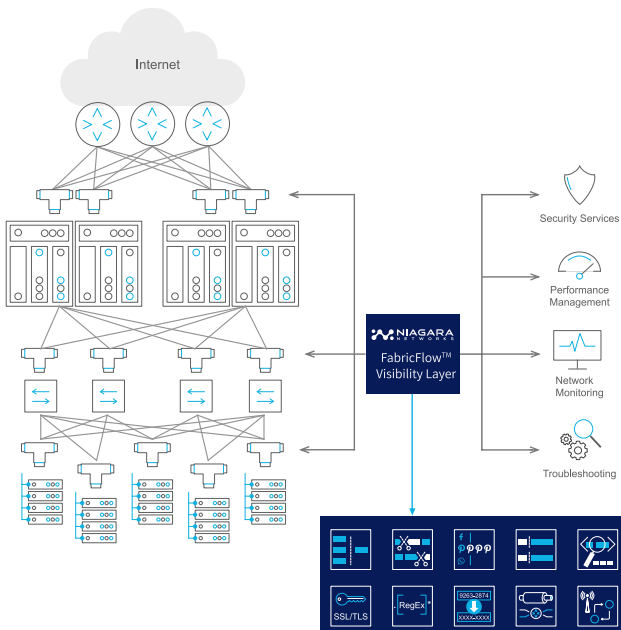 Internet
Security Services
Performance
Management
NIAGARA
NETWORKS
FabricFlow™
Visibility Layer
Network
Monitoring
Troubleshooting
SSL/TLS
RegEx
9263-2874
XXXX-XXXX